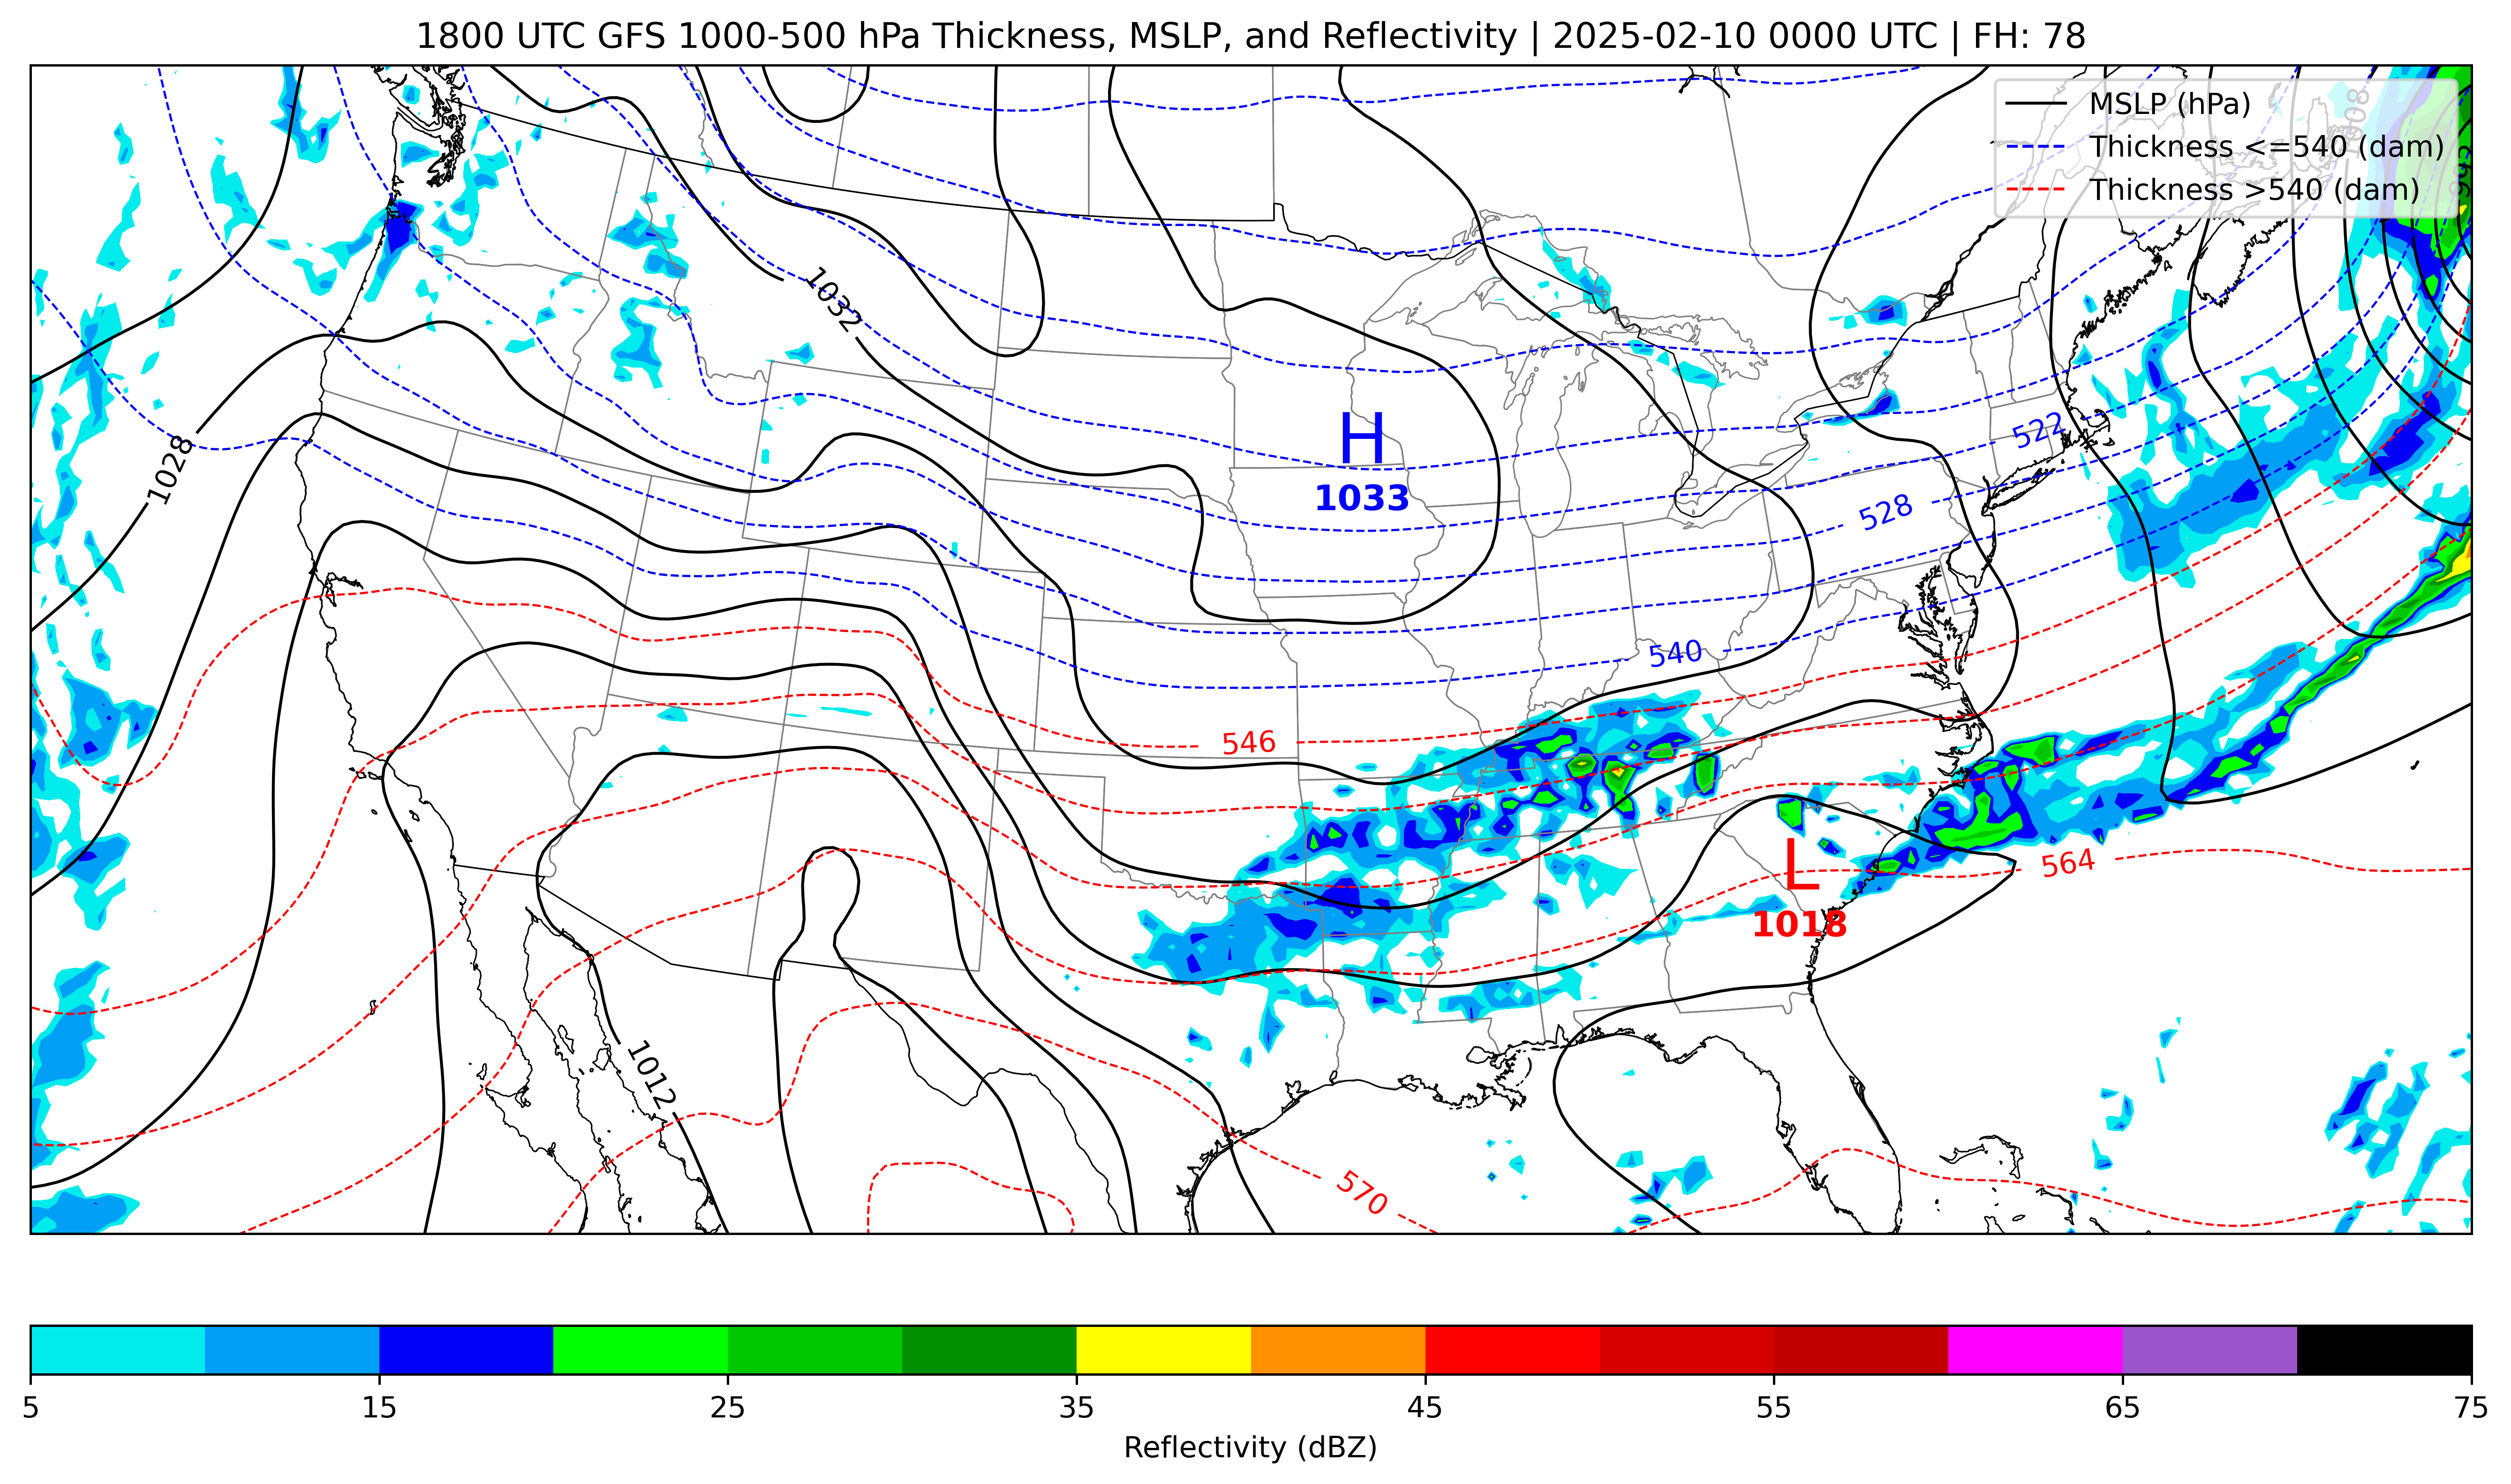 1800 UTC GFS 1000-500 hPa Thickness, MSLP, and Reflectivity | 2025-02-10 0000 UTC | FH: 78
MSLP (hPa)
Thickness <=540 (dam)
Thickness >540 (dam)
1008
992
1032
H
1033
1028
522
528
540
546
564
L
1018
1012
570
5 15 25 35 45 55 65 75
Reflectivity (dBZ)